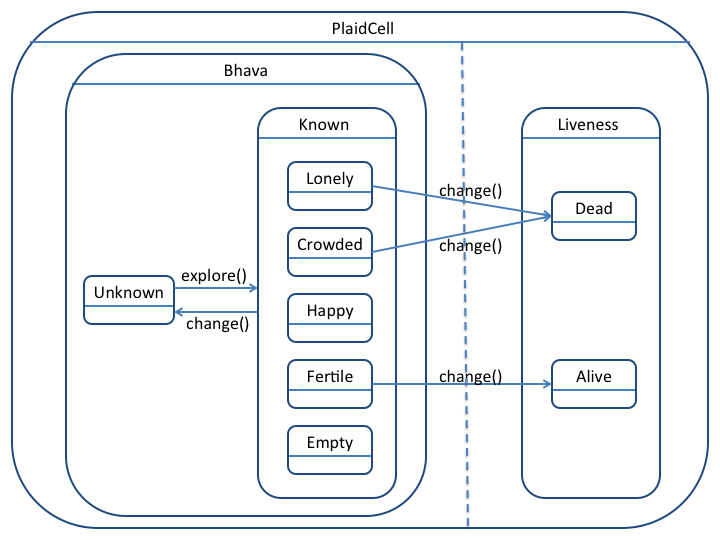 PlaidCell
Bhava
Known
Liveness
Lonely
change()
Dead
Crowded
change()
explore()
Unknown
change()
Happy
Fertile
change()
Alive
Empty